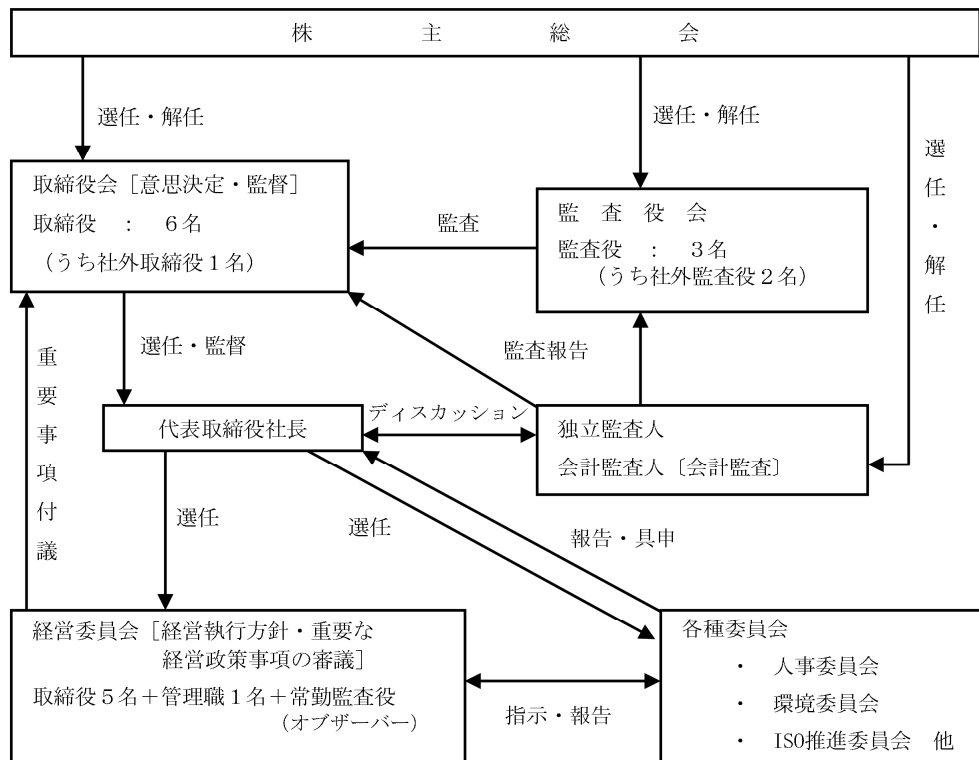 株主総会
選任・解任
選任・解任
選任・解任
取締役会［意思決定・監督］
取締役　：　６名
（うち社外取締役１名）
監査
監査役会
監査役　：　３名
（うち社外監査役２名）
選任・監督
監査報告
重要事項付議
代表取締役社長
ディスカッション
独立監査人
会計監査人〔会計監査〕
選任
選任
報告・具申
経営委員会［経営執行方針・重要な
経営政策事項の審議］
取締役５名＋管理職１名＋常勤監査役
（オブザーバー）
指示・報告
各種委員会
・　人事委員会
・　環境委員会
・　ISO推進委員会　他